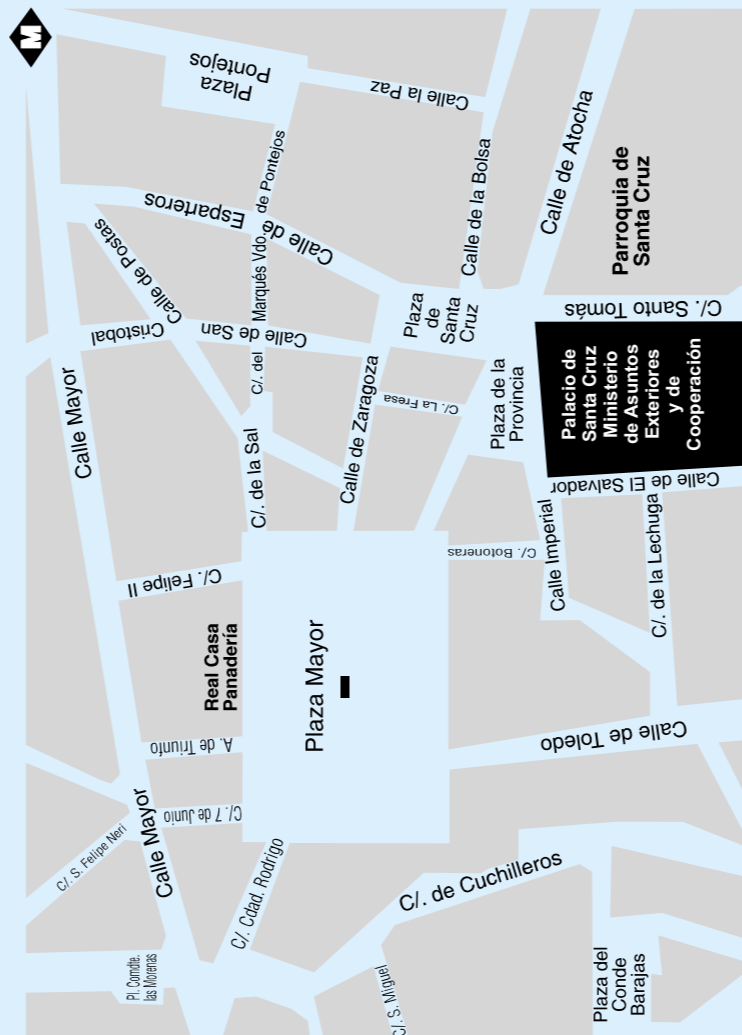 M
Plaza
Pontejos
Calle la Paz
Calle de Atocha
Calle de la Bolsa
Parroquia de
Santa Cruz
de Pontejos
Marqués Vdo.
C/. del
Calle de
Esparteros
Calle de Postas
Cristobal
Calle de San
Plaza
de
Santa
Cruz
C/. Santo Tomás
Calle Mayor
C/. de la Sal
Calle de Zaragoza
C/. La Fresa
Plaza de la
Provincia
Palacio de
Santa Cruz
Ministerio
de Asuntos
Exteriores
y de
Cooperación
Calle de El Salvador
C/. Felipe II
C/. Botoneras
Calle Imperial
C/. de la Lechuga
Real Casa
Panadería
Plaza Mayor
A. de Triunfo
Calle de Toledo
C/. 7 de Junio
C/. S. Felipe Neri
Calle Mayor
C/. Cdad. Rodrigo
C/. de Cuchilleros
Pl. Comdte.
las Morenas
C/. S. Miguel
Plaza del
Conde
Barajas